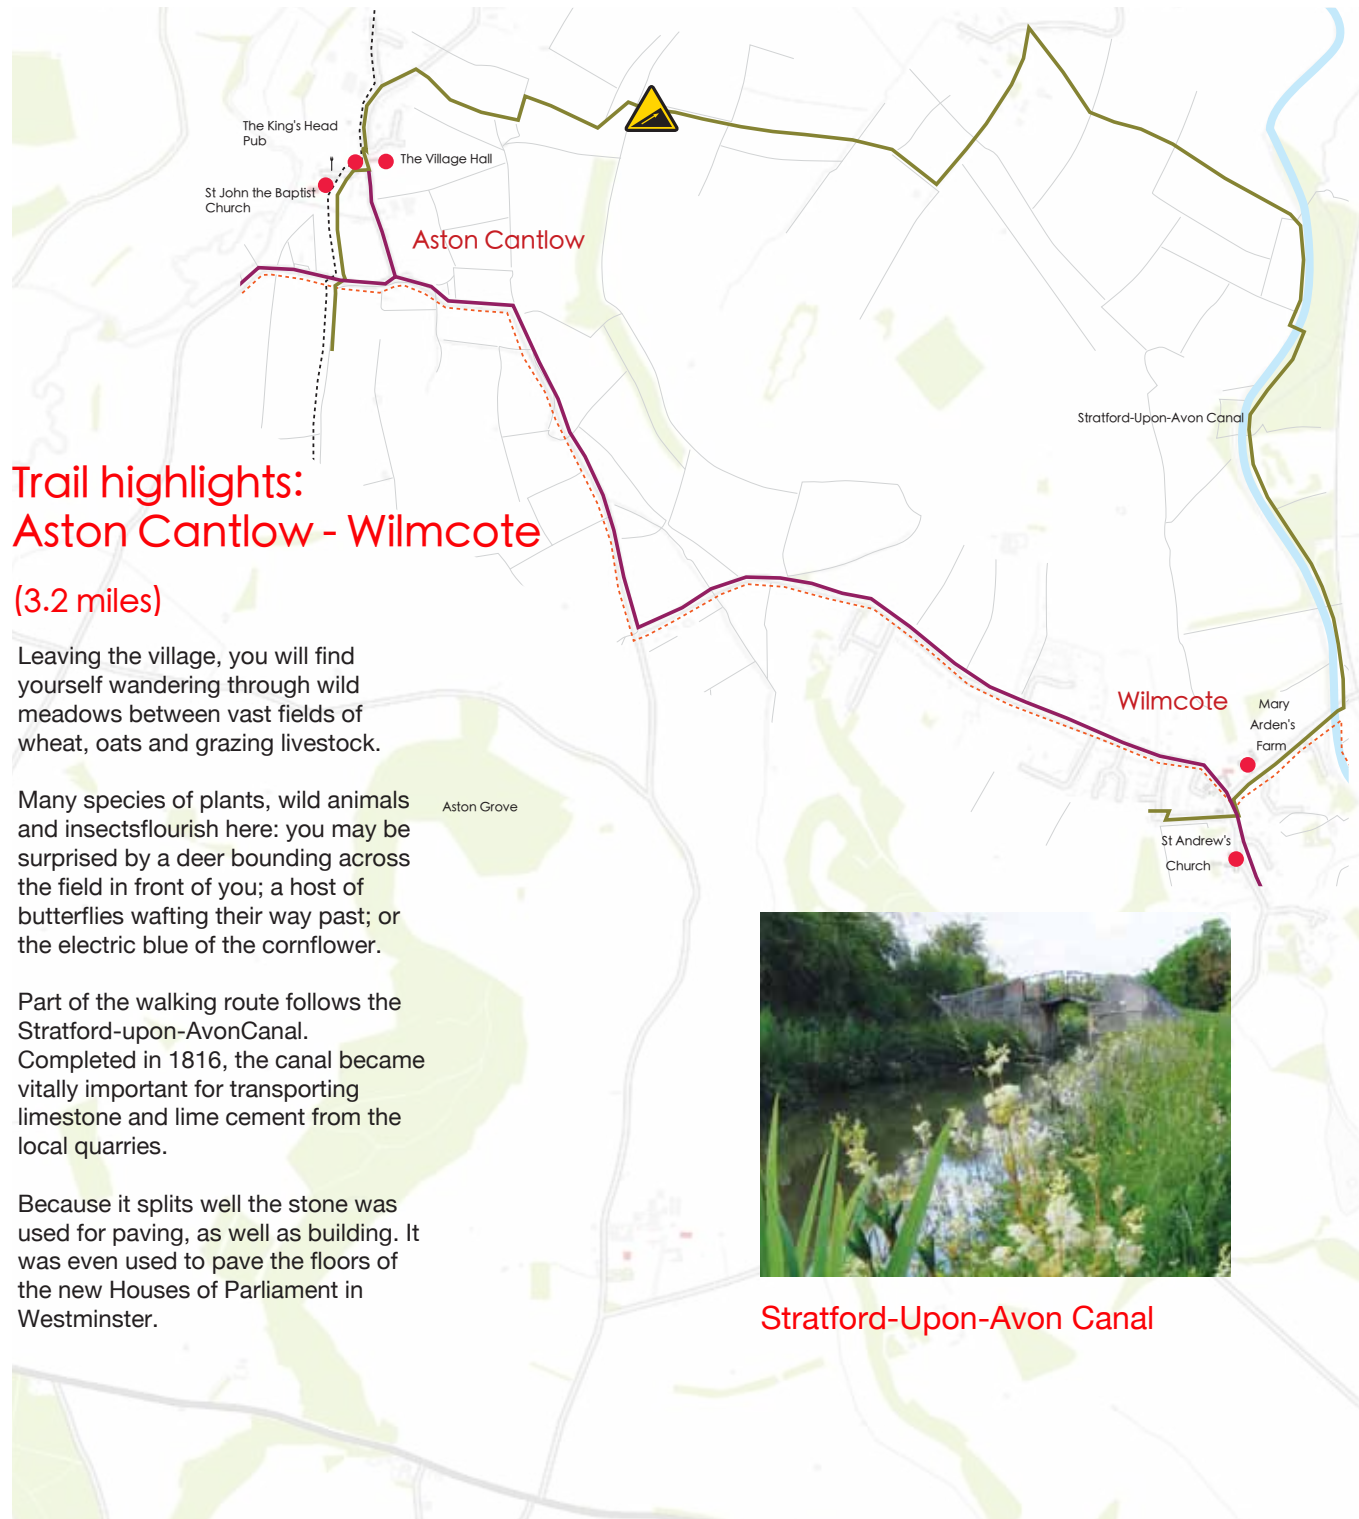 The King's Head
Pub
The Village Hall
St John the Baptist
Church
Aston Cantlow
Stratford-Upon-Avon Canal
Trail highlights:
Aston Cantlow - Wilmcote
(3.2 miles)
Leaving the village, you will find
yourself wandering through wild
meadows between vast fields of
wheat, oats and grazing livestock.
Many species of plants, wild animals
and insectsflourish here: you may be
surprised by a deer bounding across
the field in front of you; a host of
butterflies wafting their way past; or
the electric blue of the cornflower.
Part of the walking route follows the
Stratford-upon-AvonCanal.
Completed in 1816, the canal became
vitally important for transporting
limestone and lime cement from the
local quarries.
Because it splits well the stone was
used for paving, as well as building. It
was even used to pave the floors of
the new Houses of Parliament in
Westminster.
Aston Grove
Wilmcote
Mary
Arden's
Farm
St Andrew's
Church
Stratford-Upon-Avon Canal